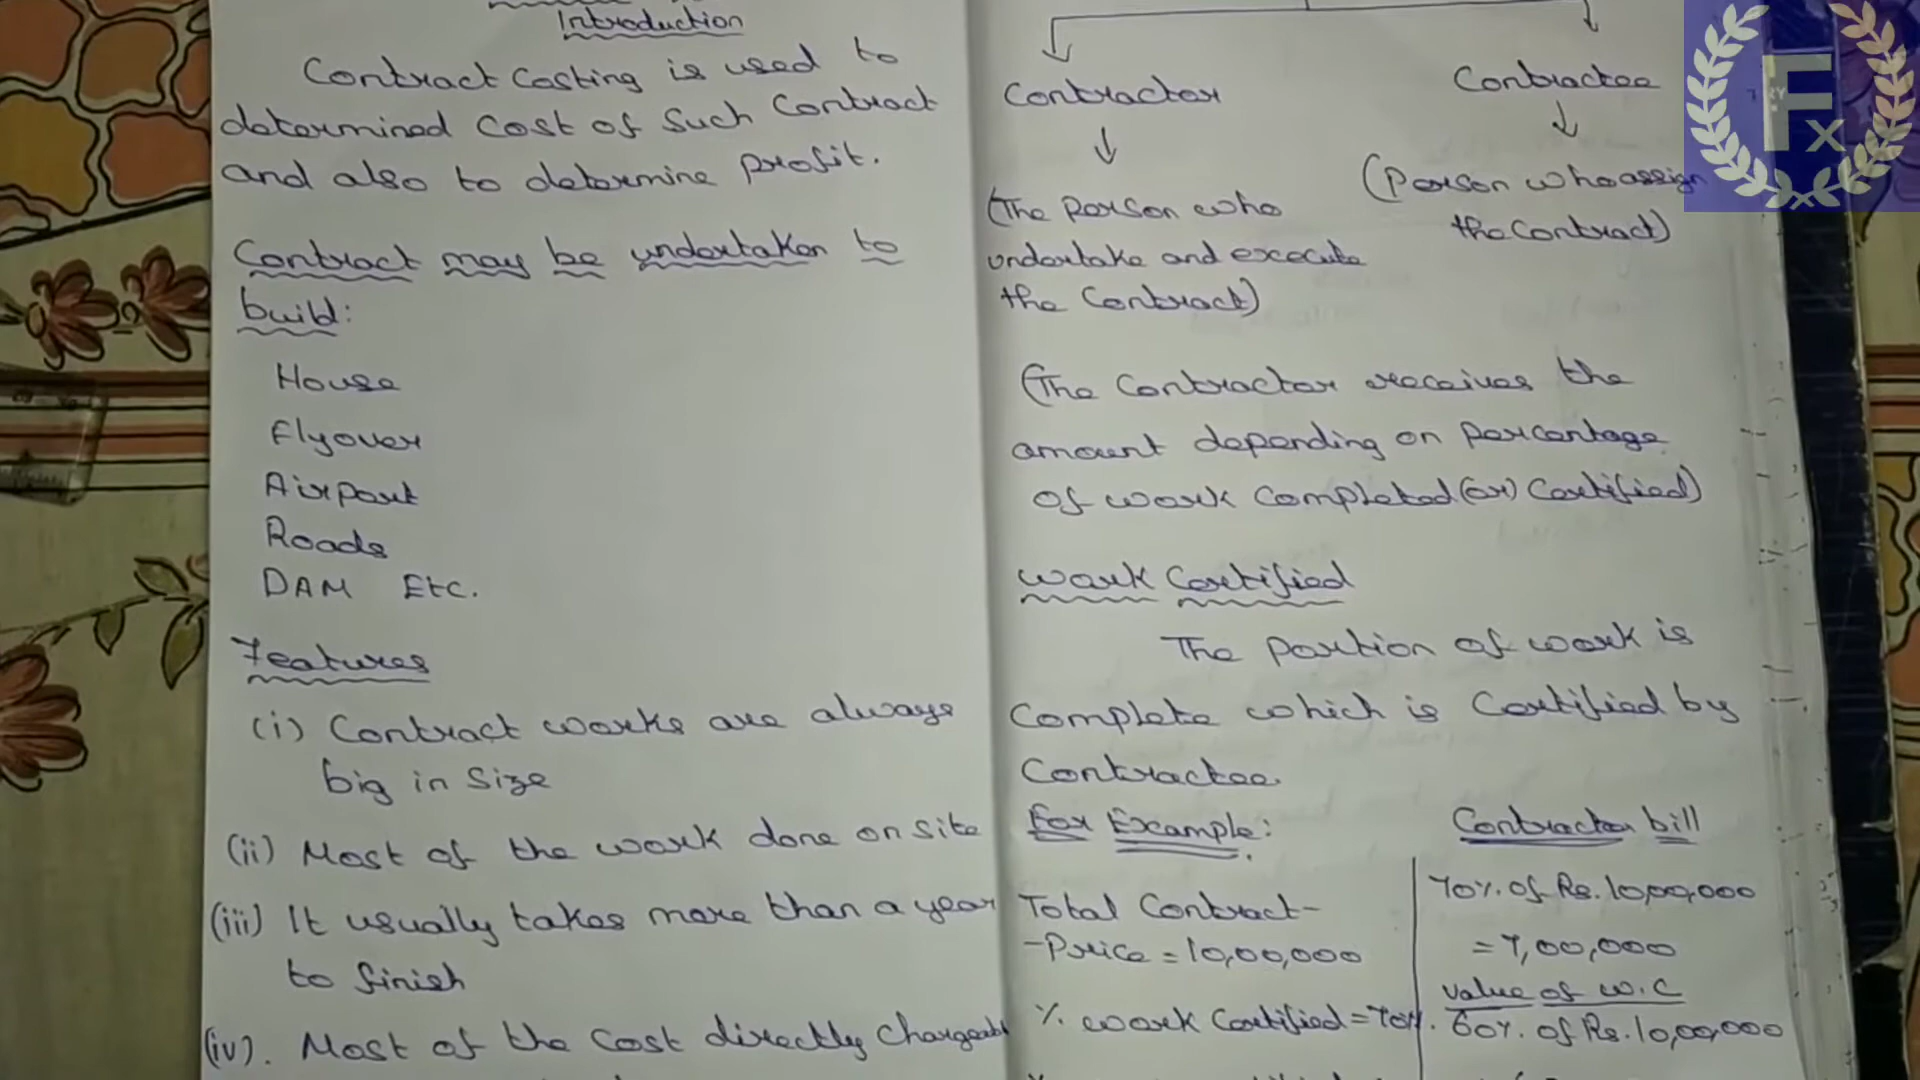 Introduction
Contract Costing is used to
determined cost of such Contract
and also to determine profit.
Contract may be undertaken to
build:
House
Flyover
Airport
Roads
DAM Etc.
Features
(i) Contract works are always
big in size
(ii) Most of the work done on site
(iii) It usually takes more than a year
to finish
(iv). Most of the cost directly chargeable
Contractor
(The person who
undertake and execute
the Contract)
Contractee
(Person who assign
the Contract)
(The Contractor receives the
amount depending on percentage
of work Completed (or) Certified)
Work Certified
The portion of work is
Complete which is Certified by
Contractee.
For Example:
Total Contract-
-Price = 10,00,000
%. work Certified = 70%.
Contractor bill
70%. of Rs. 10,00,000
= 7,00,000
Value of W.C
60%. of Rs. 10,00,000
Fx